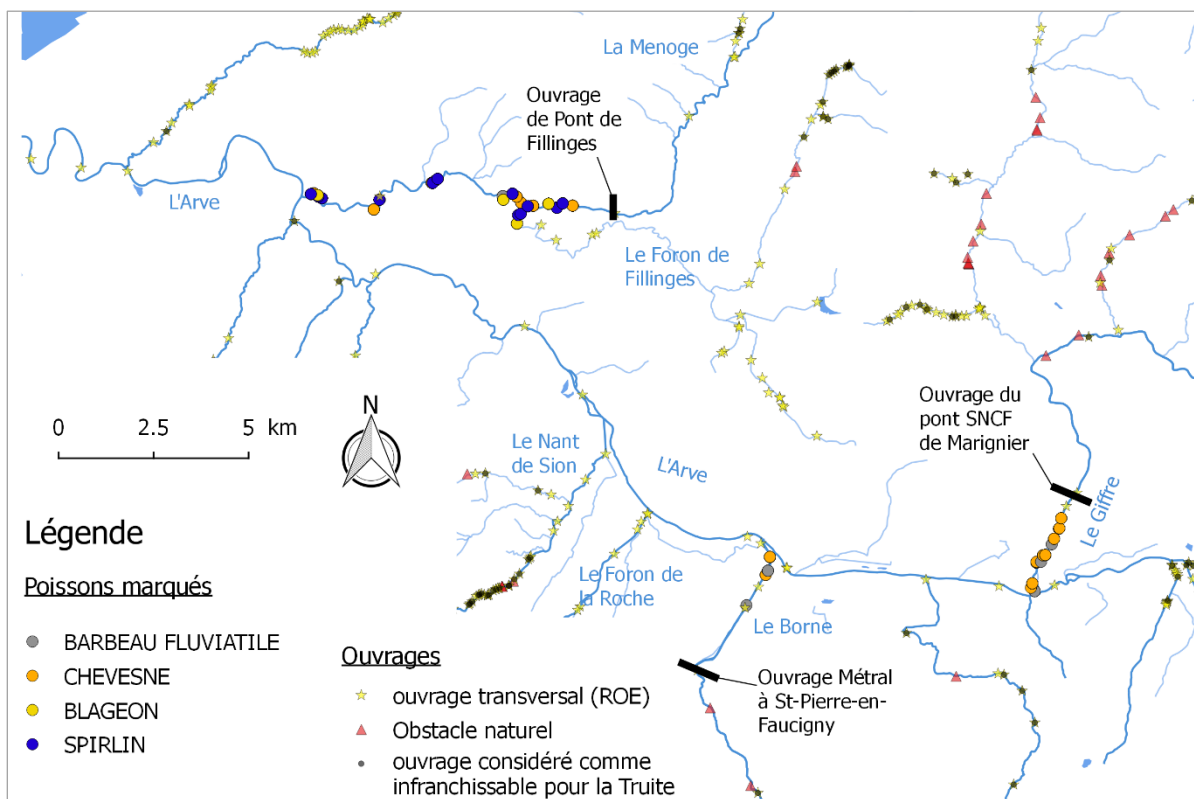 La Menoge
Ouvrage
de Pont de
Fillinges
L'Arve
Le Foron de
Fillinges
Ouvrage du
pont SNCF
de Marignier
0 2.5 5 km
N
Le Nant
de Sion
L'Arve
Le Giffre
Légende
Le Foron de
la Roche
Poissons marqués
Le Borne
BARBEAU FLUVIATILE
CHEVESNE
BLAGEON
SPIRLIN
Ouvrages
ouvrage transversal (ROE)
Obstacle naturel
ouvrage considéré comme
infranchissable pour la Truite
Ouvrage Métral
à St-Pierre-en-
Faucigny